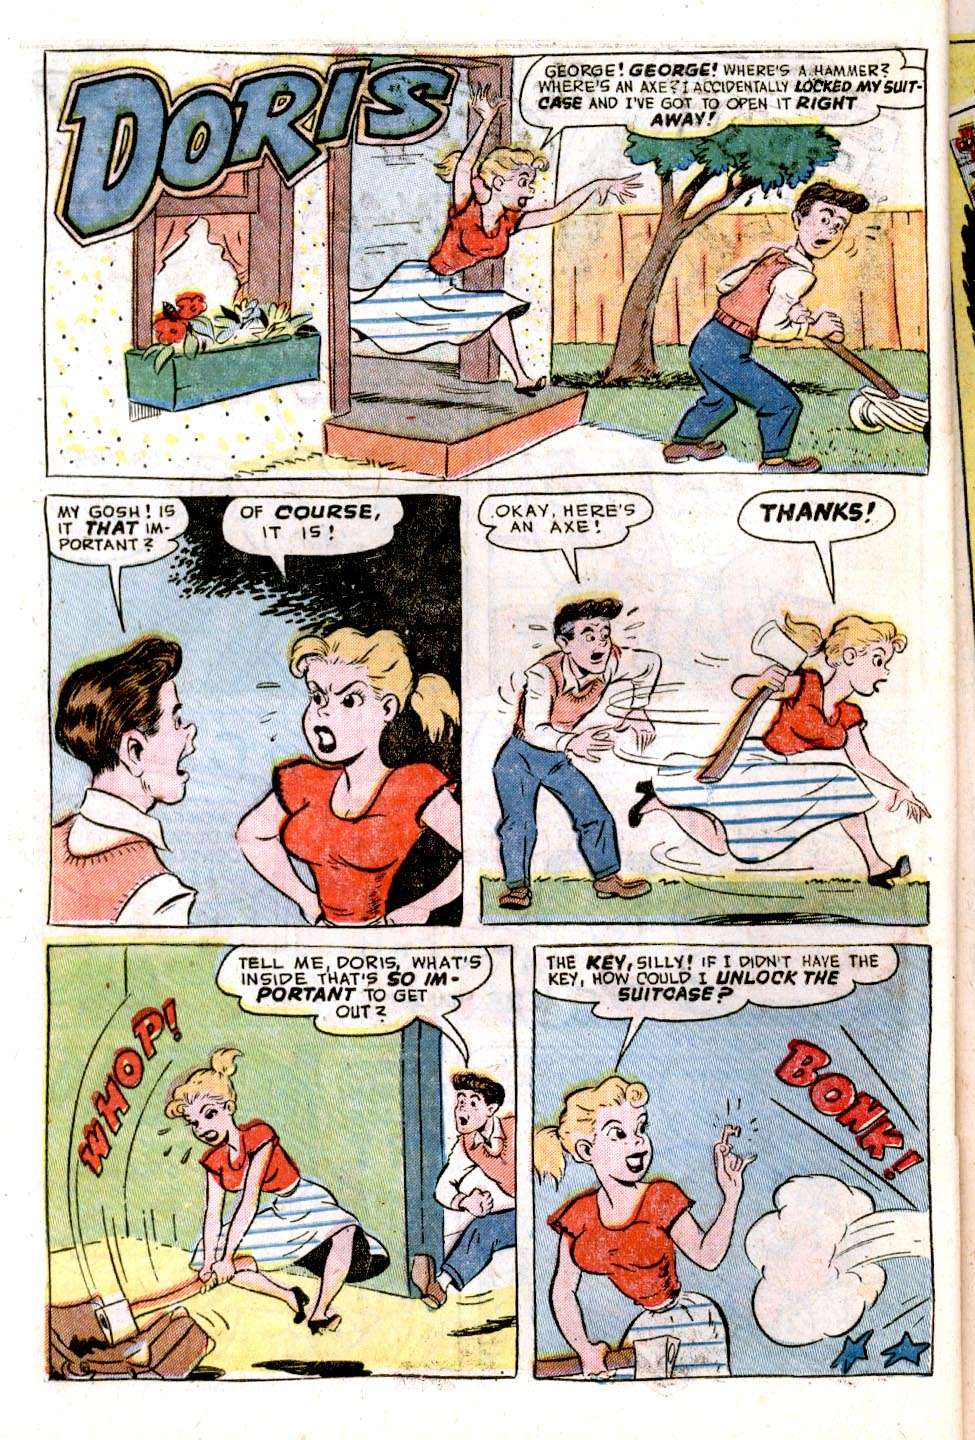 DORIS
GEORGE! GEORGE! WHERE'S A HAMMER?
WHERE'S AN AXE? I ACCIDENTALLY LOCKED MY SUIT-
CASE AND I'VE GOT TO OPEN IT RIGHT
AWAY!
MY GOSH! IS
IT THAT IM-
PORTANT?
OF COURSE,
IT IS!
OKAY, HERE'S
AN AXE!
THANKS!
WHOP!
TELL ME, DORIS, WHAT'S
INSIDE THAT'S SO IM-
PORTANT TO GET
OUT?
THE KEY, SILLY! IF I DIDN'T HAVE THE
KEY, HOW COULD I UNLOCK THE
SUITCASE?
BONK!